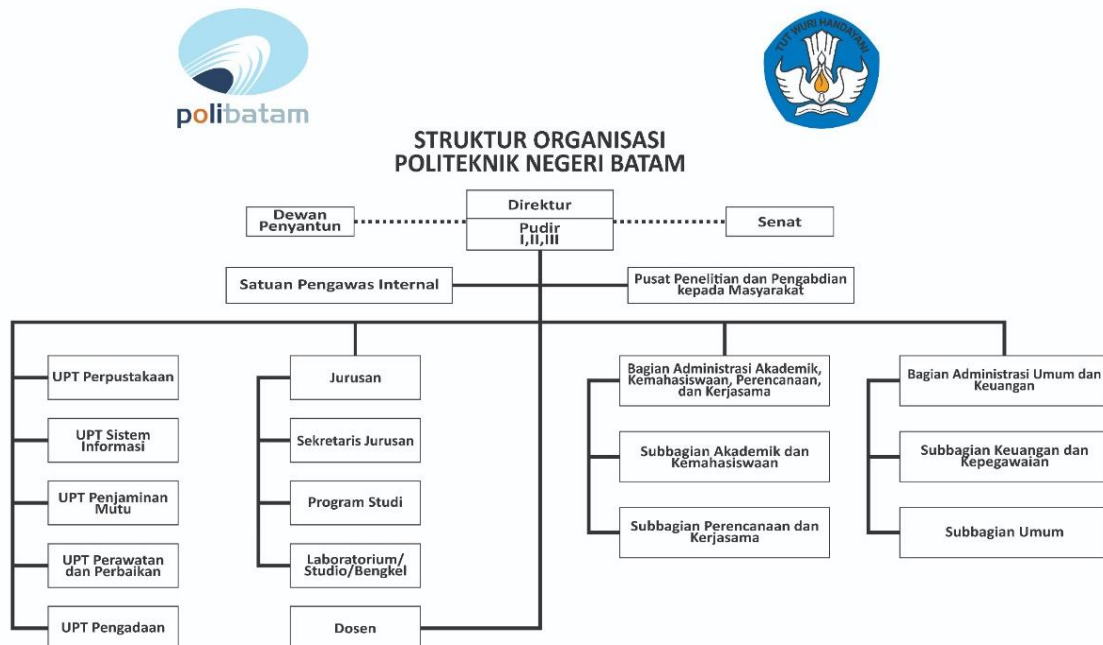 polibatam
TUT WURI HANDAYANI
STRUKTUR ORGANISASI
POLITEKNIK NEGERI BATAM
Direktur
Dewan
Penyantun
Pudir
I,II,III
Senat
Satuan Pengawas Internal
Pusat Penelitian dan Pengabdian
kepada Masyarakat
UPT Perpustakaan
Jurusan
Bagian Administrasi Akademik,
Kemahasiswaan, Perencanaan,
dan Kerjasama
Bagian Administrasi Umum dan
Keuangan
UPT Sistem
Informasi
Sekretaris Jurusan
Subbagian Akademik dan
Kemahasiswaan
Subbagian Keuangan dan
Kepegawaian
UPT Penjaminan
Mutu
Program Studi
Subbagian Perencanaan dan
Kerjasama
Subbagian Umum
UPT Perawatan
dan Perbaikan
Laboratorium/
Studio/Bengkel
UPT Pengadaan
Dosen